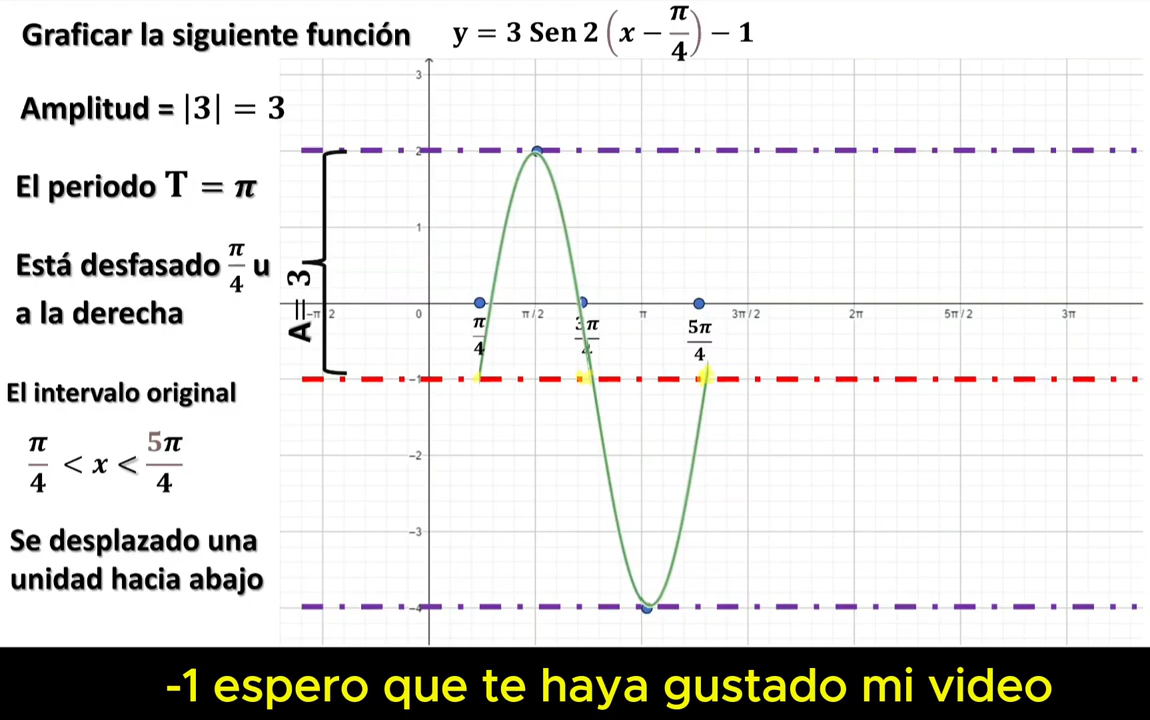 Graficar la siguiente función y = 3 Sen 2 (x − π/4) − 1
Amplitud = |3| = 3
El periodo T = π
Está desfasado π/4 u
a la derecha
El intervalo original
π/4 < x < 5π/4
Se desplazado una
unidad hacia abajo
A = 3
3
2
1
−π/2 0 π/2 π 3π/2 2π 5π/2 3π
π/4 3π/4 5π/4
−1
−2
−3
−4
-1 espero que te haya gustado mi video